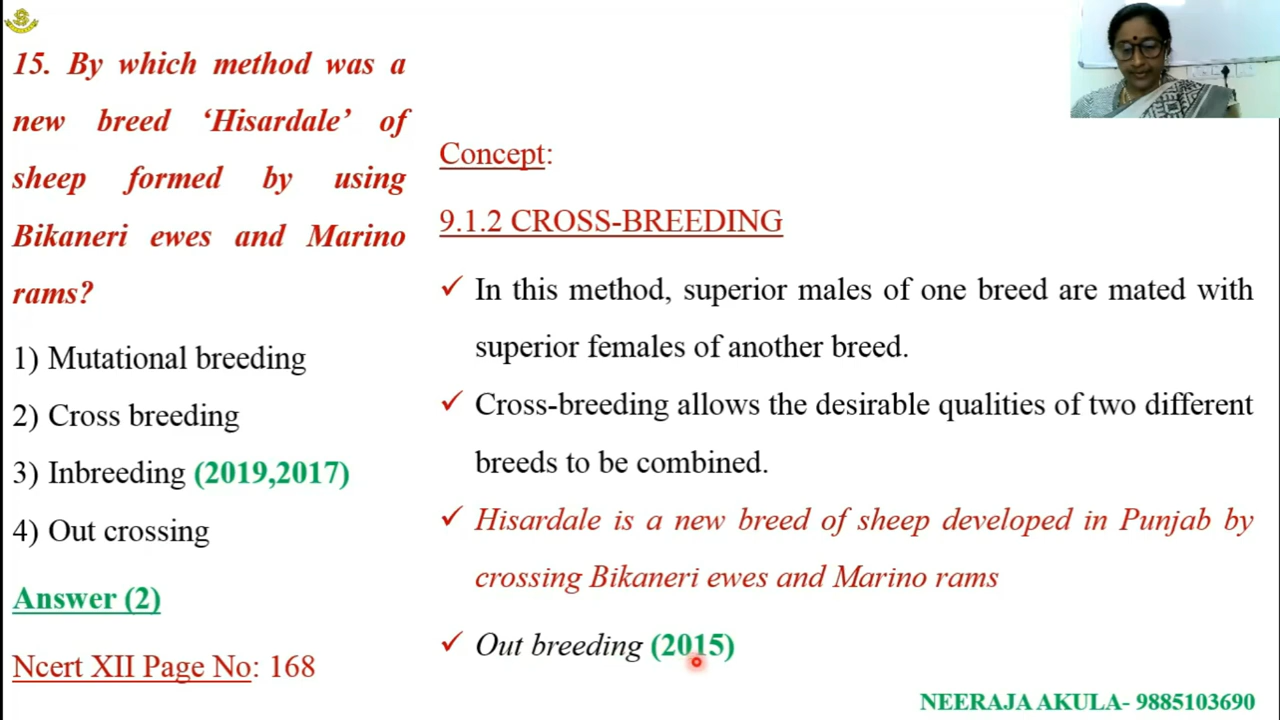 15. By which method was a
new breed ‘Hisardale’ of
sheep formed by using
Bikaneri ewes and Marino
rams?
1) Mutational breeding
2) Cross breeding
3) Inbreeding (2019,2017)
4) Out crossing
Answer (2)
Ncert XII Page No: 168
Concept:
9.1.2 CROSS-BREEDING
✓ In this method, superior males of one breed are mated with
superior females of another breed.
✓ Cross-breeding allows the desirable qualities of two different
breeds to be combined.
✓ Hisardale is a new breed of sheep developed in Punjab by
crossing Bikaneri ewes and Marino rams
✓ Out breeding (2015)
NEERAJA AKULA- 9885103690